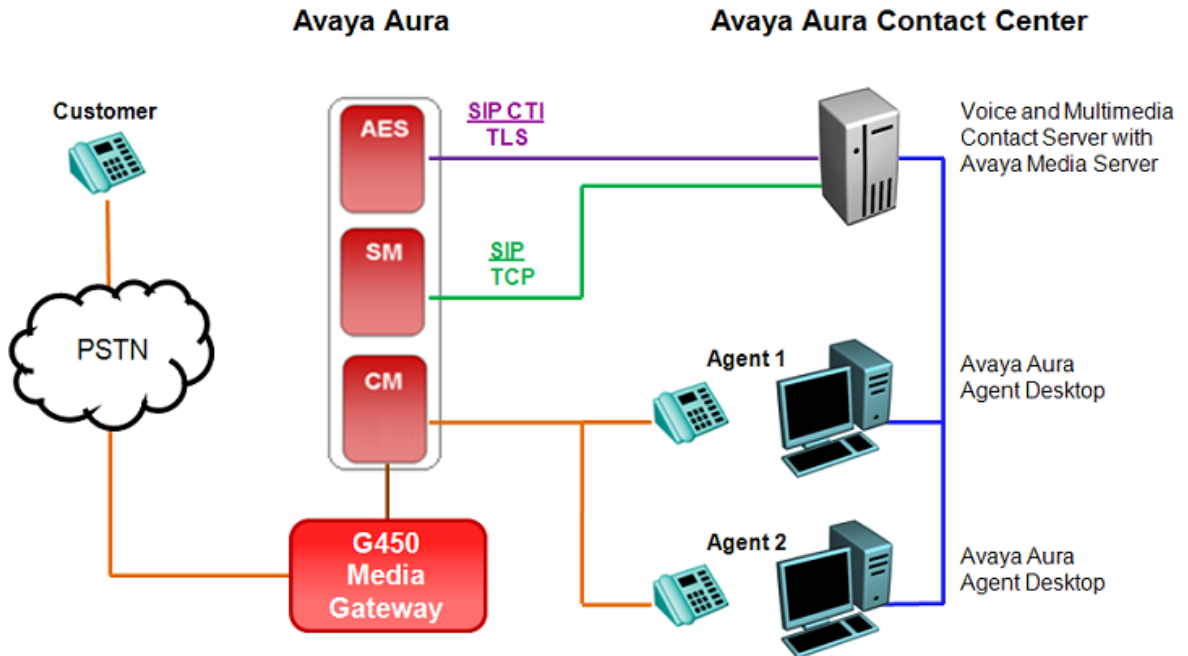 Avaya Aura
Avaya Aura Contact Center
Customer
AES
SIP CTI
TLS
Voice and Multimedia
Contact Server with
Avaya Media Server
SM
SIP
TCP
PSTN
CM
Agent 1
Avaya Aura
Agent Desktop
G450
Media
Gateway
Agent 2
Avaya Aura
Agent Desktop